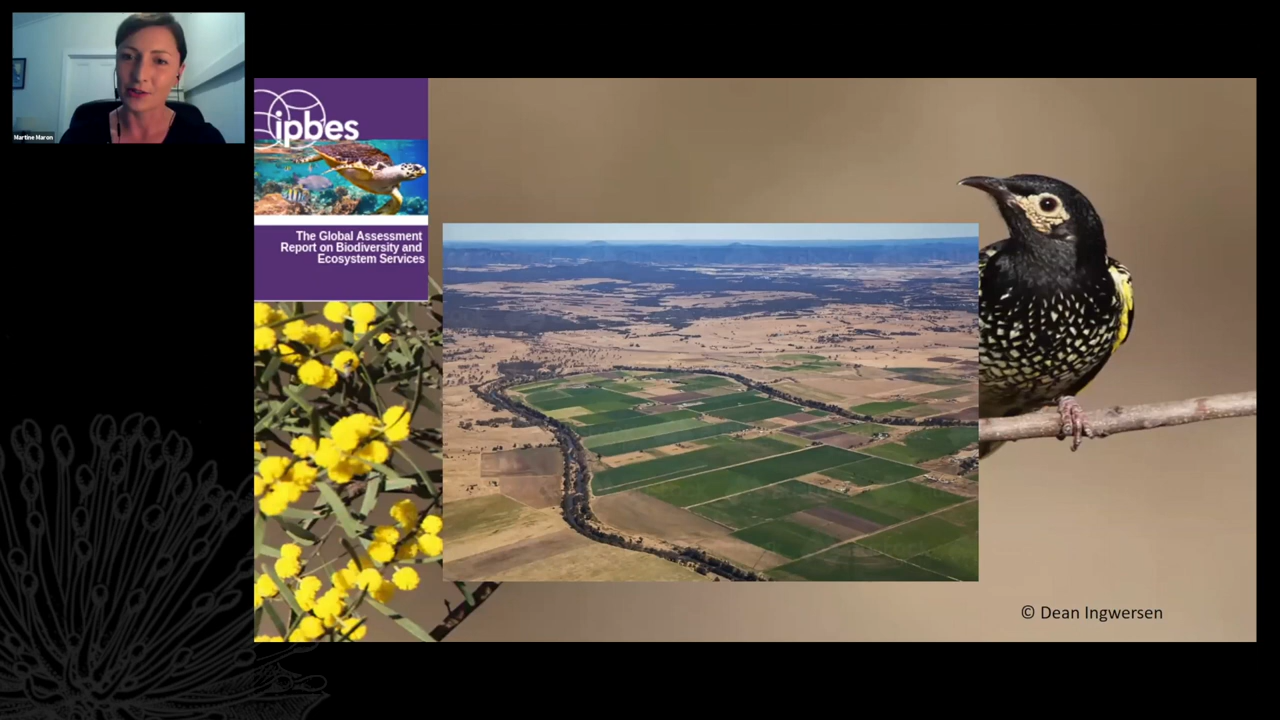 Martine Maron
ipbes
The Global Assessment
Report on Biodiversity and
Ecosystem Services
© Dean Ingwersen